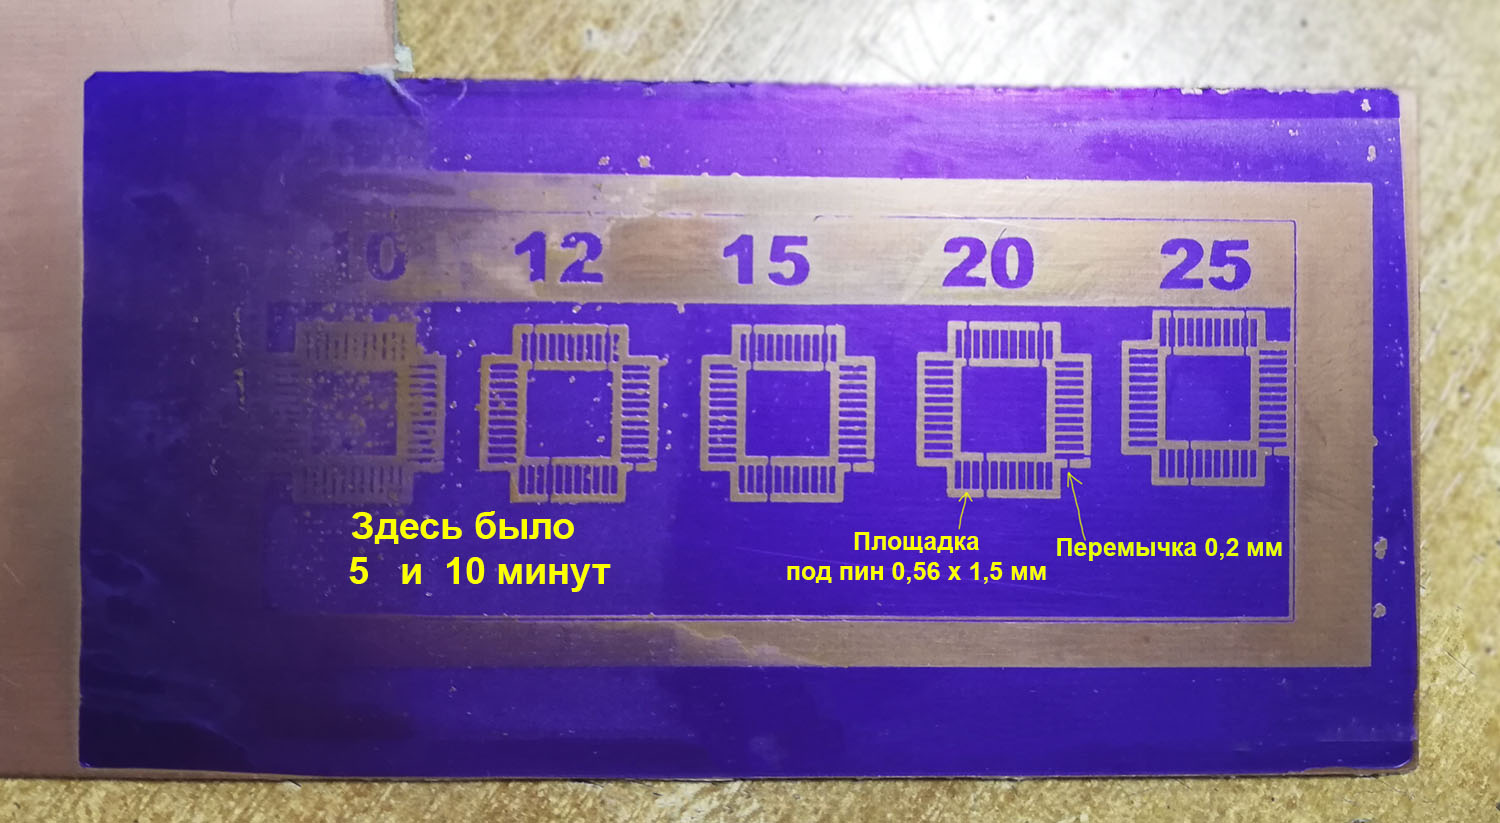 10 12 15 20 25
Здесь было
5 и 10 минут
Площадка
под пин 0,56 x 1,5 мм
Перемычка 0,2 мм